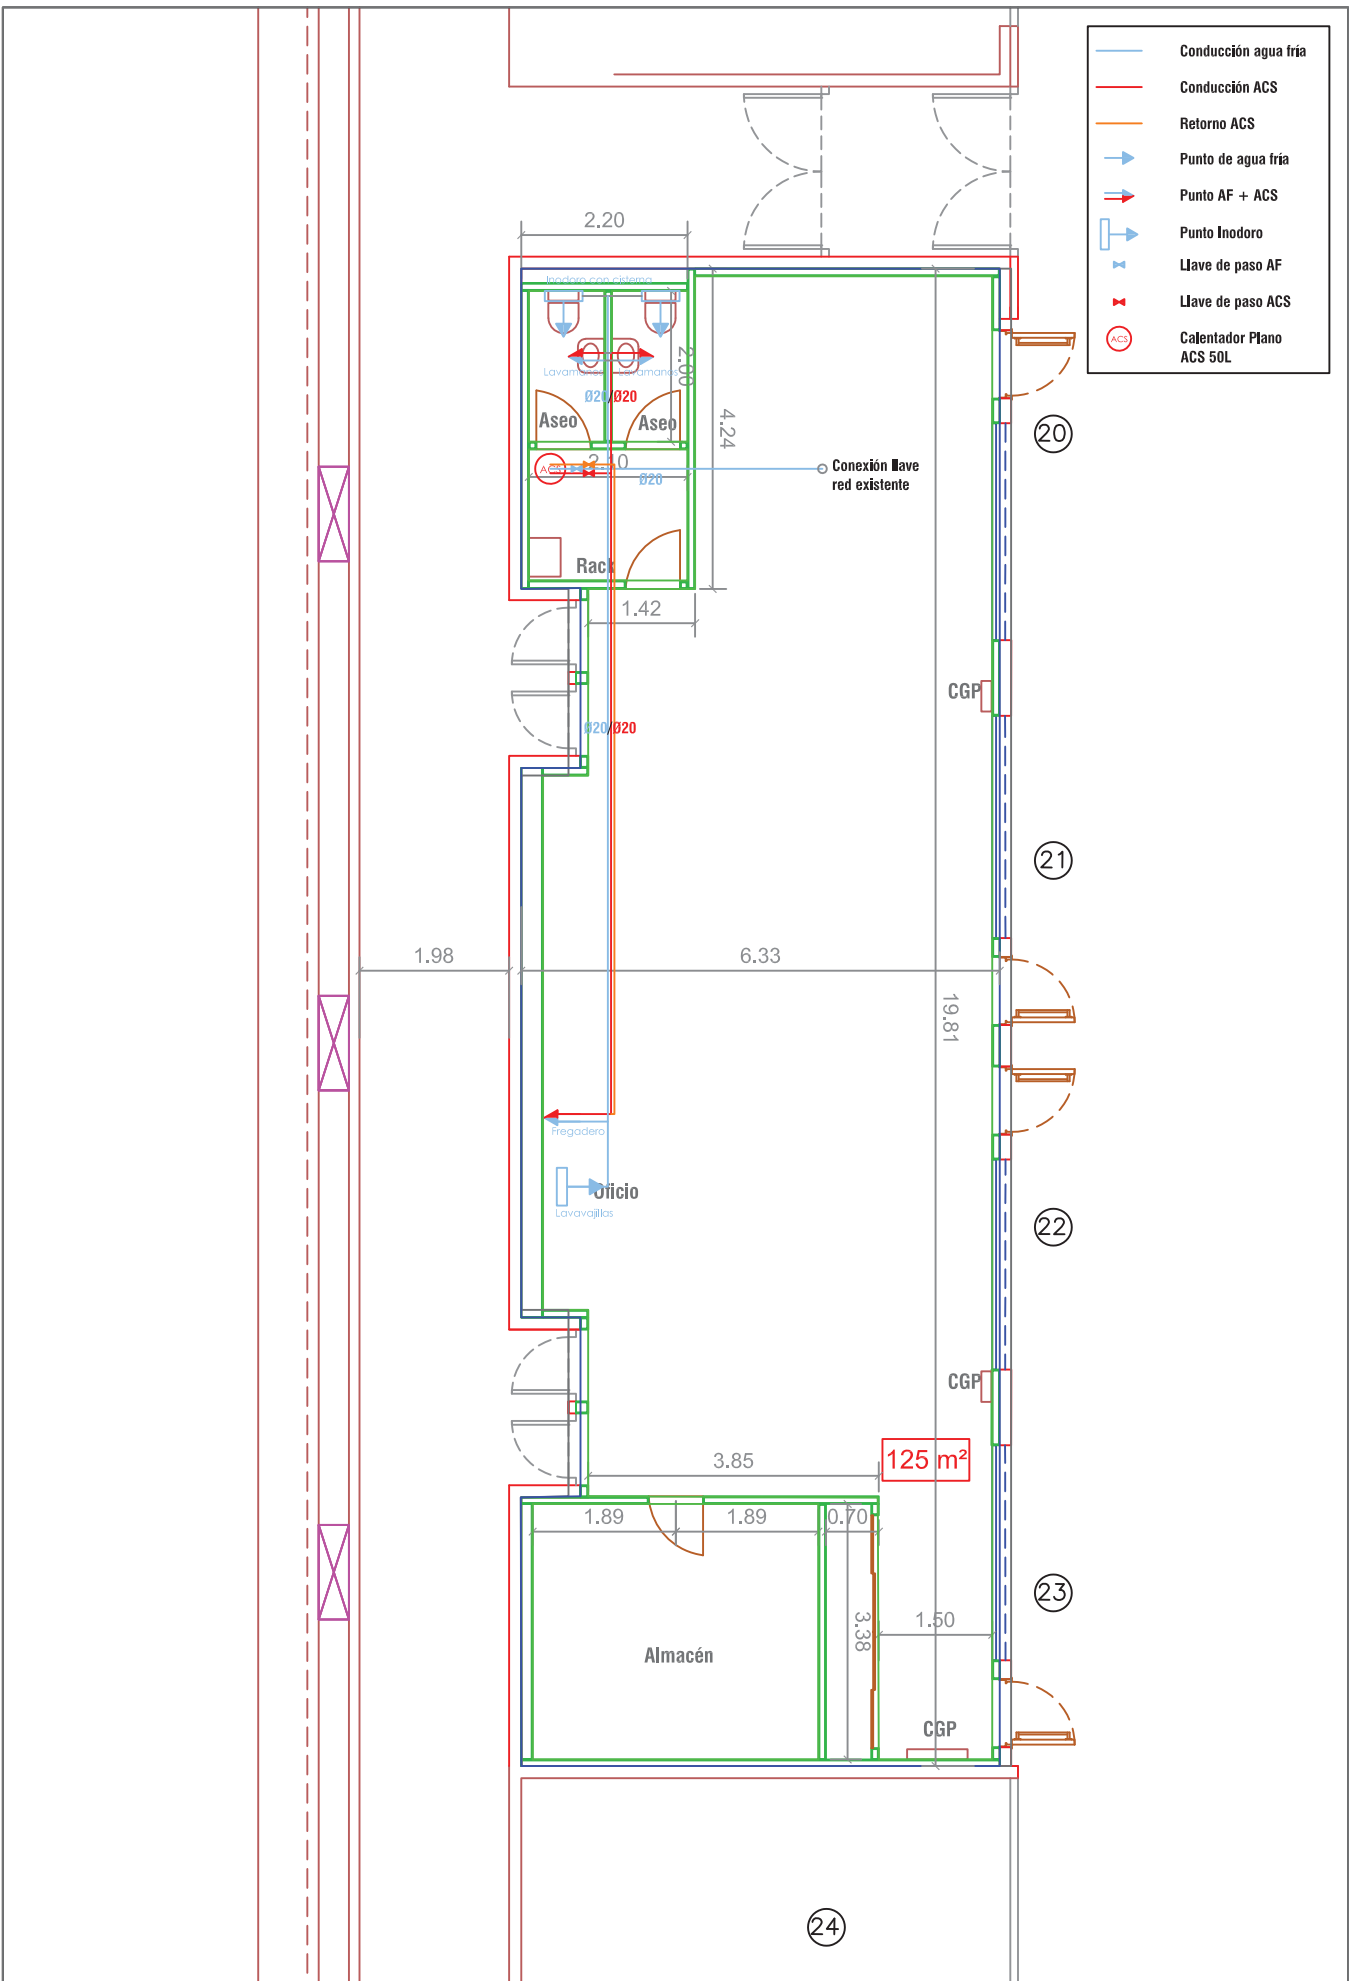 Conducción agua fría
Conducción ACS
Retorno ACS
Punto de agua fría
Punto AF + ACS
Punto Inodoro
Llave de paso AF
Llave de paso ACS
ACS
Calentador Plano
ACS 50L
2.20
Inodoro con cisterna
2.00
Lavamanos
Lavamanos
Ø20/Ø20
Aseo
Aseo
4.24
20
ACS
2.10
Ø20
Conexión llave
red existente
Rack
1.42
CGP
Ø20/Ø20
21
1.98
6.33
19.81
Fregadero
Oficio
Lavavajillas
22
CGP
3.85
125 m²
1.89
1.89
0.70
23
3.38
1.50
Almacén
CGP
24